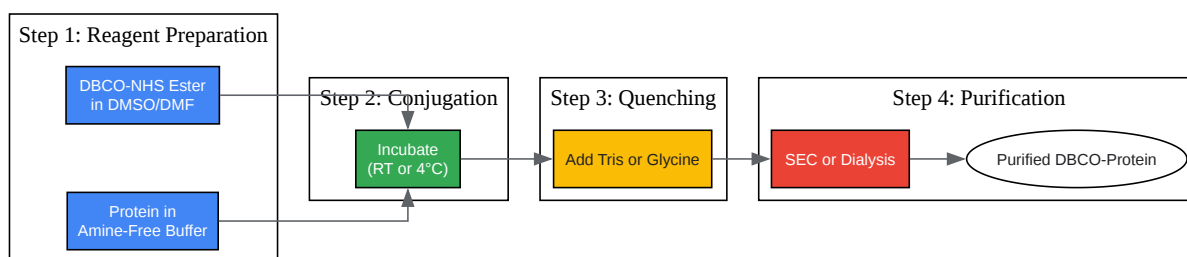 Step 1: Reagent Preparation
DBCO-NHS Ester
in DMSO/DMF
Protein in
Amine-Free Buffer
Step 2: Conjugation
Incubate
(RT or 4°C)
Step 3: Quenching
Add Tris or Glycine
Step 4: Purification
SEC or Dialysis
Purified DBCO-Protein